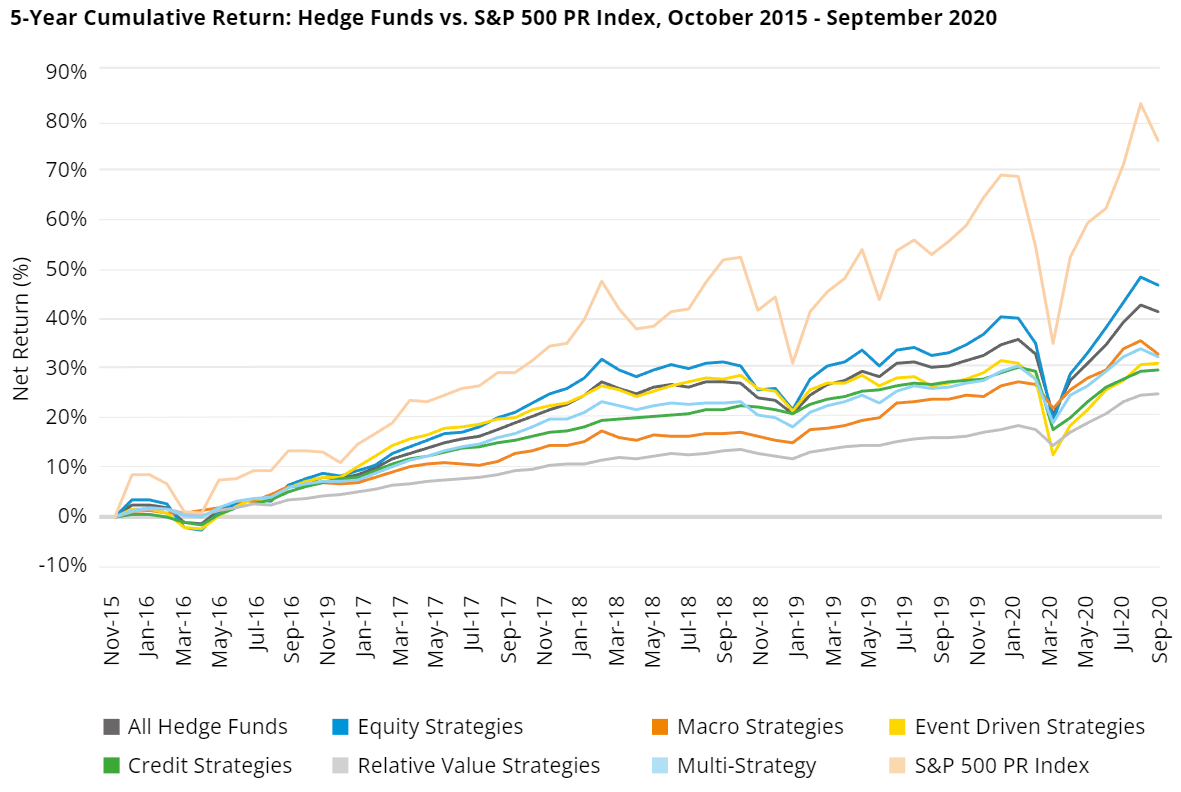 5-Year Cumulative Return: Hedge Funds vs. S&P 500 PR Index, October 2015 - September 2020
Net Return (%)
90%
80%
70%
60%
50%
40%
30%
20%
10%
0%
-10%
Nov-15
Jan-16
Mar-16
May-16
Jul-16
Sep-16
Nov-19
Jan-17
Mar-17
May-17
Jul-17
Sep-17
Nov-17
Jan-18
Mar-18
May-18
Jul-18
Sep-18
Nov-18
Jan-19
Mar-19
May-19
Jul-19
Sep-19
Nov-19
Jan-20
Mar-20
May-20
Jul-20
Sep-20
All Hedge Funds
Equity Strategies
Macro Strategies
Event Driven Strategies
Credit Strategies
Relative Value Strategies
Multi-Strategy
S&P 500 PR Index